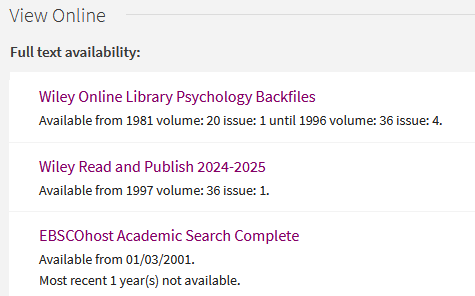 View Online
Full text availability:
Wiley Online Library Psychology Backfiles
Available from 1981 volume: 20 issue: 1 until 1996 volume: 36 issue: 4.
Wiley Read and Publish 2024-2025
Available from 1997 volume: 36 issue: 1.
EBSCOhost Academic Search Complete
Available from 01/03/2001.
Most recent 1 year(s) not available.